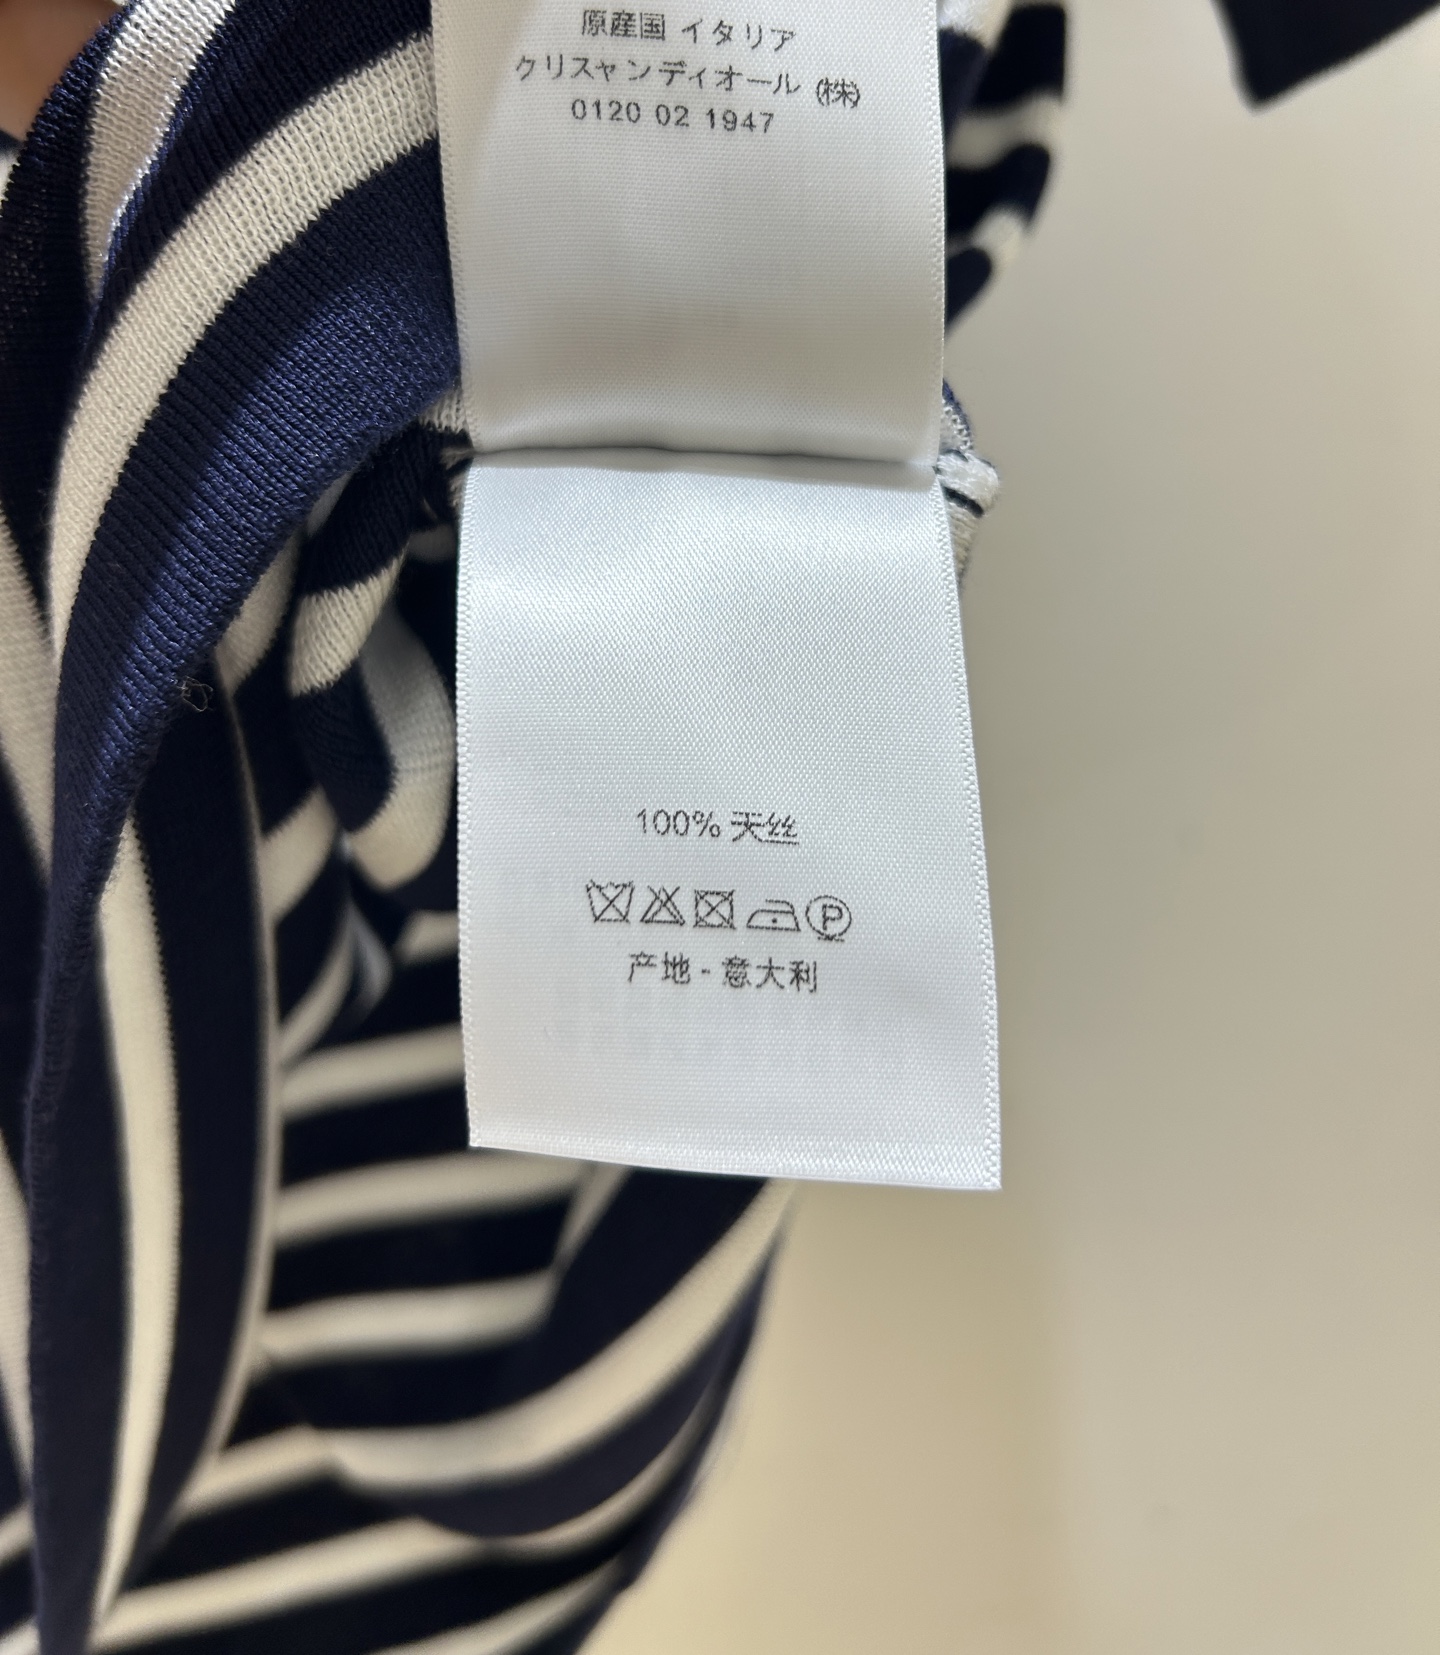 原産国 イタリア
クリスャンディオール (株)
0120 02 1947
100% 天丝
P
产地 - 意大利